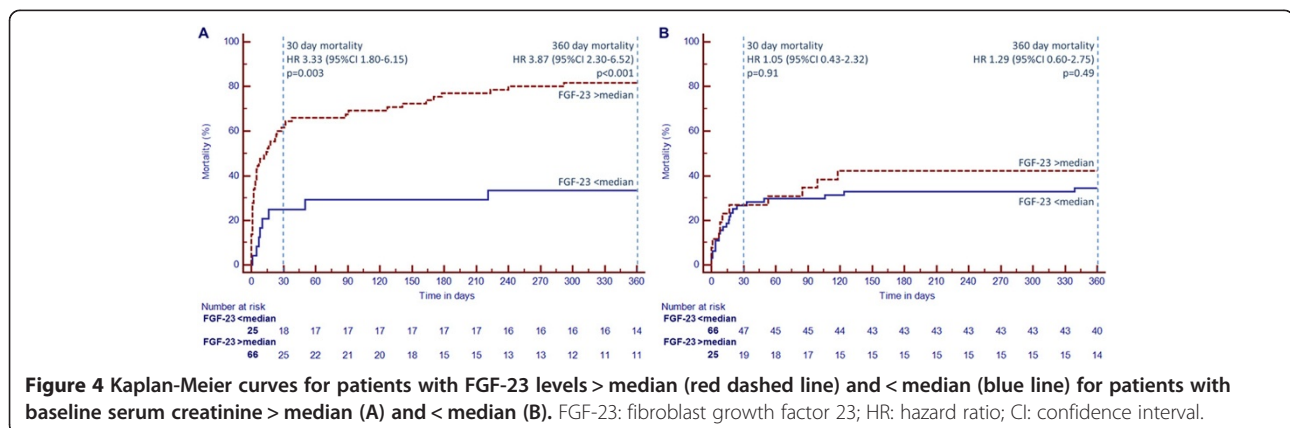 A
100
80
60
40
20
0
Mortality (%)
30 day mortality
HR 3.33 (95%CI 1.80-6.15)
p=0.003
360 day mortality
HR 3.87 (95%CI 2.30-6.52)
p<0.001
FGF-23 >median
FGF-23 <median
0 30 60 90 120 150 180 210 240 270 300 330 360
Time in days
Number at risk
FGF-23 <median
25 18 17 17 17 17 17 17 16 16 16 16 14
FGF-23 >median
66 25 22 21 20 18 15 15 13 13 12 11 11
B
100
80
60
40
20
0
Mortality (%)
30 day mortality
HR 1.05 (95%CI 0.43-2.32)
p=0.91
360 day mortality
HR 1.29 (95%CI 0.60-2.75)
p=0.49
FGF-23 >median
FGF-23 <median
0 30 60 90 120 150 180 210 240 270 300 330 360
Time in days
Number at risk
FGF-23 <median
66 47 45 45 44 43 43 43 43 43 43 43 40
FGF-23 >median
25 19 18 17 15 15 15 15 15 15 15 15 14
Figure 4 Kaplan-Meier curves for patients with FGF-23 levels > median (red dashed line) and < median (blue line) for patients with
baseline serum creatinine > median (A) and < median (B). FGF-23: fibroblast growth factor 23; HR: hazard ratio; CI: confidence interval.